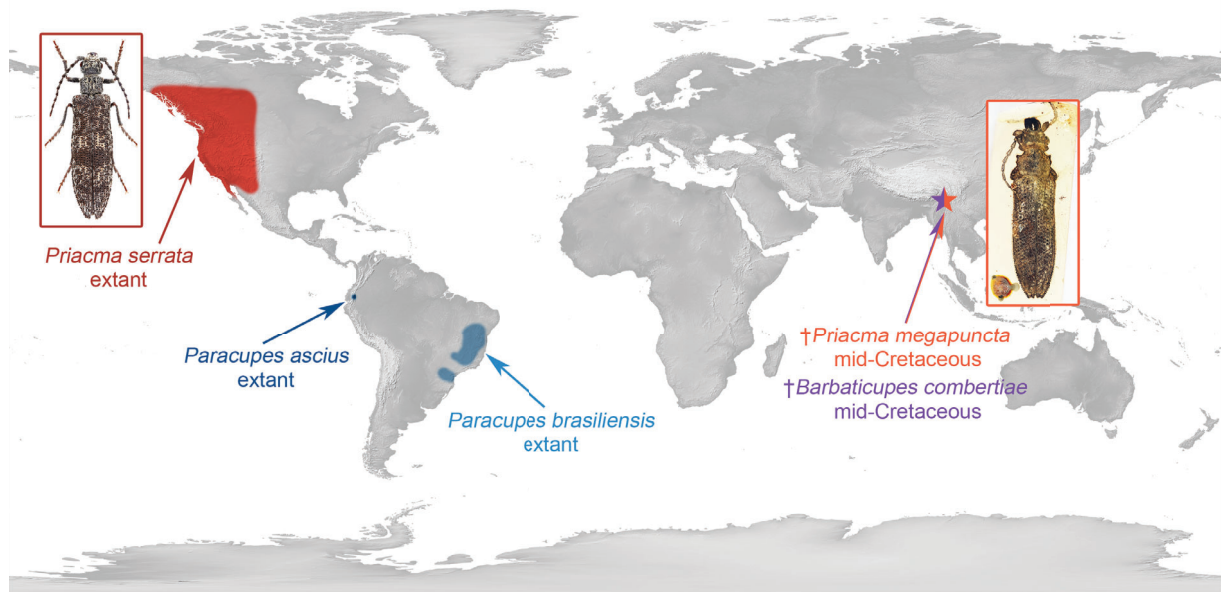 Priacma serrata
extant
Paracupes ascius
extant
Paracupes brasiliensis
extant
†Priacma megapuncta
mid-Cretaceous
†Barbaticupes combertiae
mid-Cretaceous